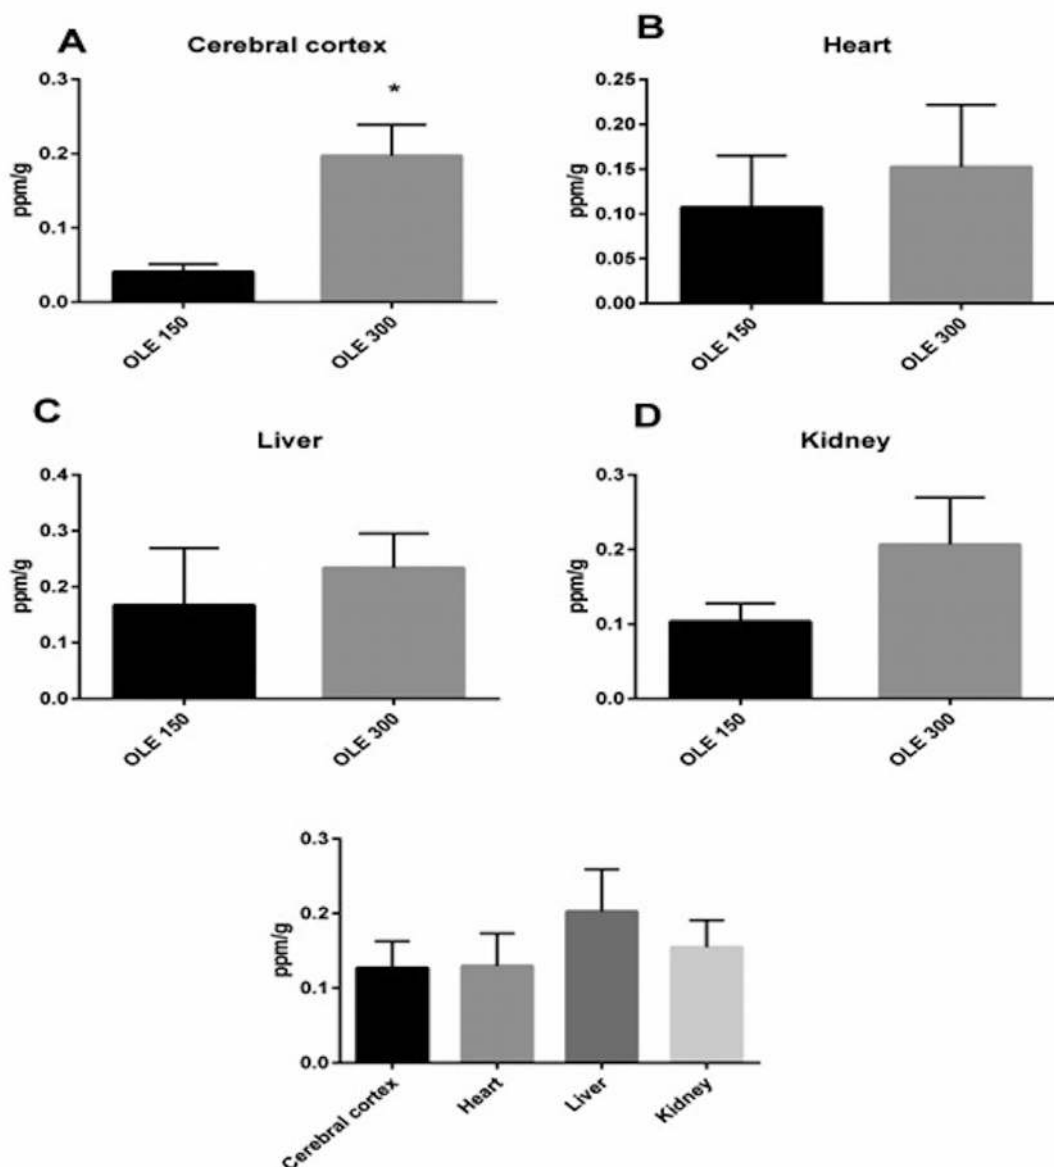 A
Cerebral cortex
0.3
0.2
0.1
0.0
ppm/g
*
OLE 150
OLE 300
B
Heart
0.25
0.20
0.15
0.10
0.05
0.00
ppm/g
OLE 150
OLE 300
C
Liver
0.4
0.3
0.2
0.1
0.0
ppm/g
OLE 150
OLE 300
D
Kidney
0.3
0.2
0.1
0.0
ppm/g
OLE 150
OLE 300
0.3
0.2
0.1
0.0
ppm/g
Cerebral cortex
Heart
Liver
Kidney